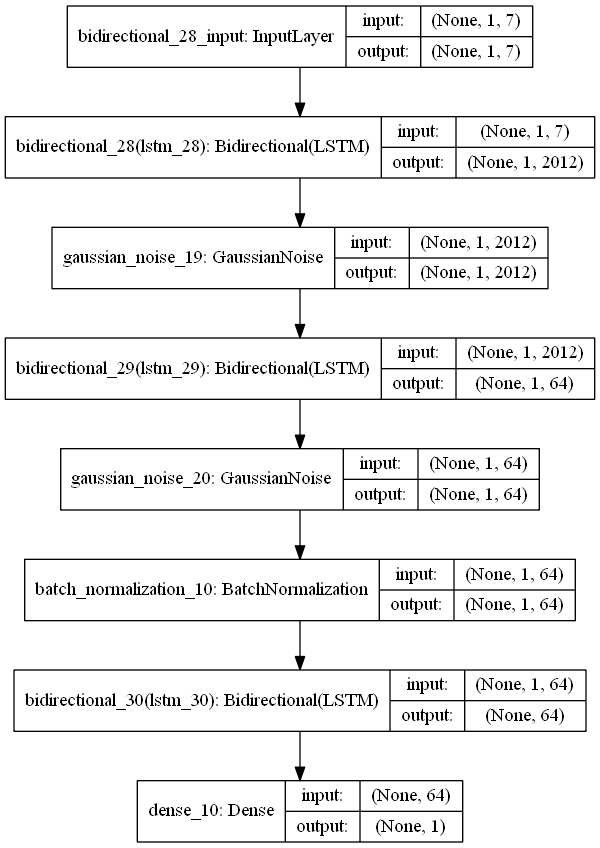 bidirectional_28_input: InputLayer
input: (None, 1, 7)
output: (None, 1, 7)
bidirectional_28(lstm_28): Bidirectional(LSTM)
input: (None, 1, 7)
output: (None, 1, 2012)
gaussian_noise_19: GaussianNoise
input: (None, 1, 2012)
output: (None, 1, 2012)
bidirectional_29(lstm_29): Bidirectional(LSTM)
input: (None, 1, 2012)
output: (None, 1, 64)
gaussian_noise_20: GaussianNoise
input: (None, 1, 64)
output: (None, 1, 64)
batch_normalization_10: BatchNormalization
input: (None, 1, 64)
output: (None, 1, 64)
bidirectional_30(lstm_30): Bidirectional(LSTM)
input: (None, 1, 64)
output: (None, 64)
dense_10: Dense
input: (None, 64)
output: (None, 1)